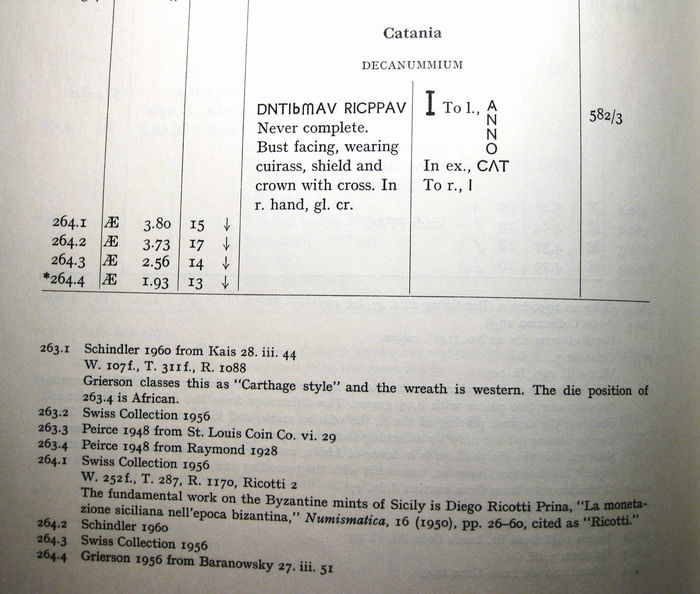 Catania
DECANUMMIUM
DNTIbMAV RICPPAV
Never complete.
Bust facing, wearing
cuirass, shield and
crown with cross. In
r. hand, gl. cr.
I To l., A
N
N
O
In ex., CΛT
To r., I
582/3
264.1 Æ 3.80 15 ↓
264.2 Æ 3.73 17 ↓
264.3 Æ 2.56 14 ↓
*264.4 Æ 1.93 13 ↓
263.1 Schindler 1960 from Kais 28. iii. 44
W. 107f., T. 311f., R. 1088
Grierson classes this as “Carthage style” and the wreath is western. The die position of
263.4 is African.
263.2 Swiss Collection 1956
263.3 Peirce 1948 from St. Louis Coin Co. vi. 29
263.4 Peirce 1948 from Raymond 1928
264.1 Swiss Collection 1956
W. 252f., T. 287, R. 1170, Ricotti 2
The fundamental work on the Byzantine mints of Sicily is Diego Ricotti Prina, “La moneta-
zione siciliana nell’epoca bizantina,” Numismatica, 16 (1950), pp. 26–60, cited as “Ricotti.”
264.2 Schindler 1960
264.3 Swiss Collection 1956
264.4 Grierson 1956 from Baranowsky 27. iii. 51